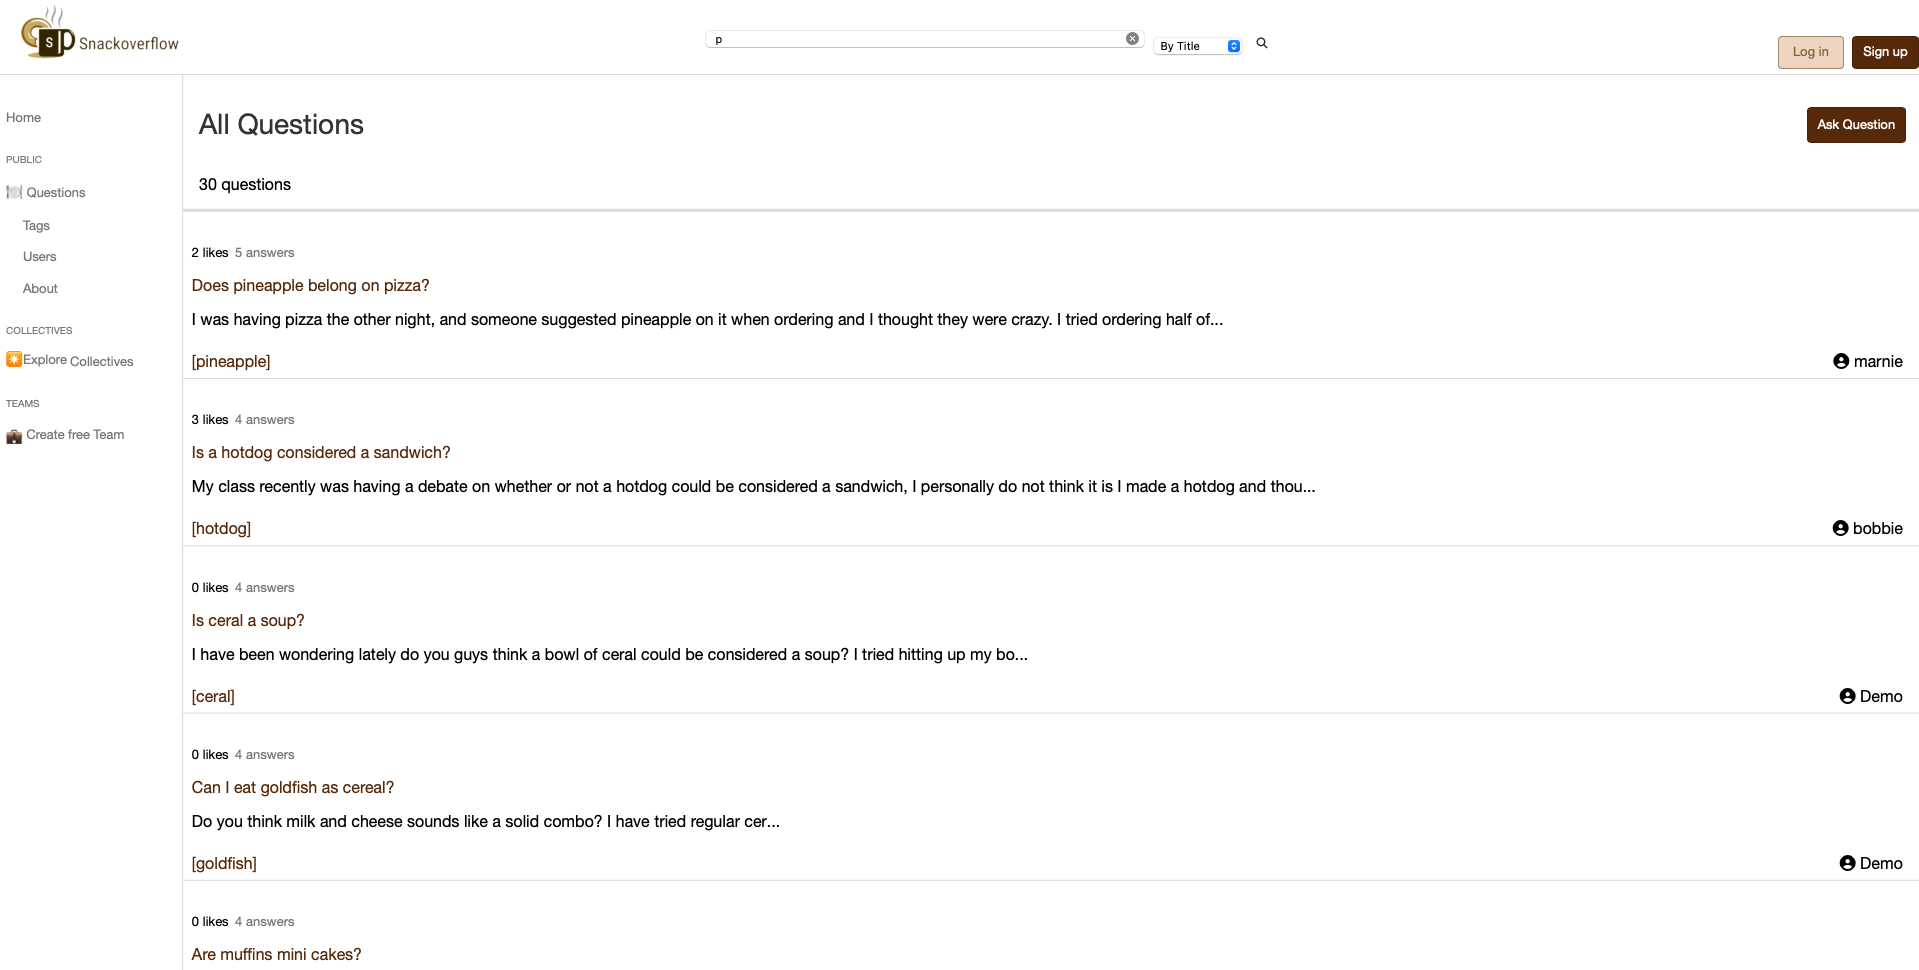 S
Snackoverflow
p
By Title
Log in
Sign up
Home
PUBLIC
Questions
Tags
Users
About
COLLECTIVES
Explore Collectives
TEAMS
Create free Team
All Questions
Ask Question
30 questions
2 likes 5 answers
Does pineapple belong on pizza?
I was having pizza the other night, and someone suggested pineapple on it when ordering and I thought they were crazy. I tried ordering half of...
[pineapple]
marnie
3 likes 4 answers
Is a hotdog considered a sandwich?
My class recently was having a debate on whether or not a hotdog could be considered a sandwich, I personally do not think it is I made a hotdog and thou...
[hotdog]
bobbie
0 likes 4 answers
Is ceral a soup?
I have been wondering lately do you guys think a bowl of ceral could be considered a soup? I tried hitting up my bo...
[ceral]
Demo
0 likes 4 answers
Can I eat goldfish as cereal?
Do you think milk and cheese sounds like a solid combo? I have tried regular cer...
[goldfish]
Demo
0 likes 4 answers
Are muffins mini cakes?